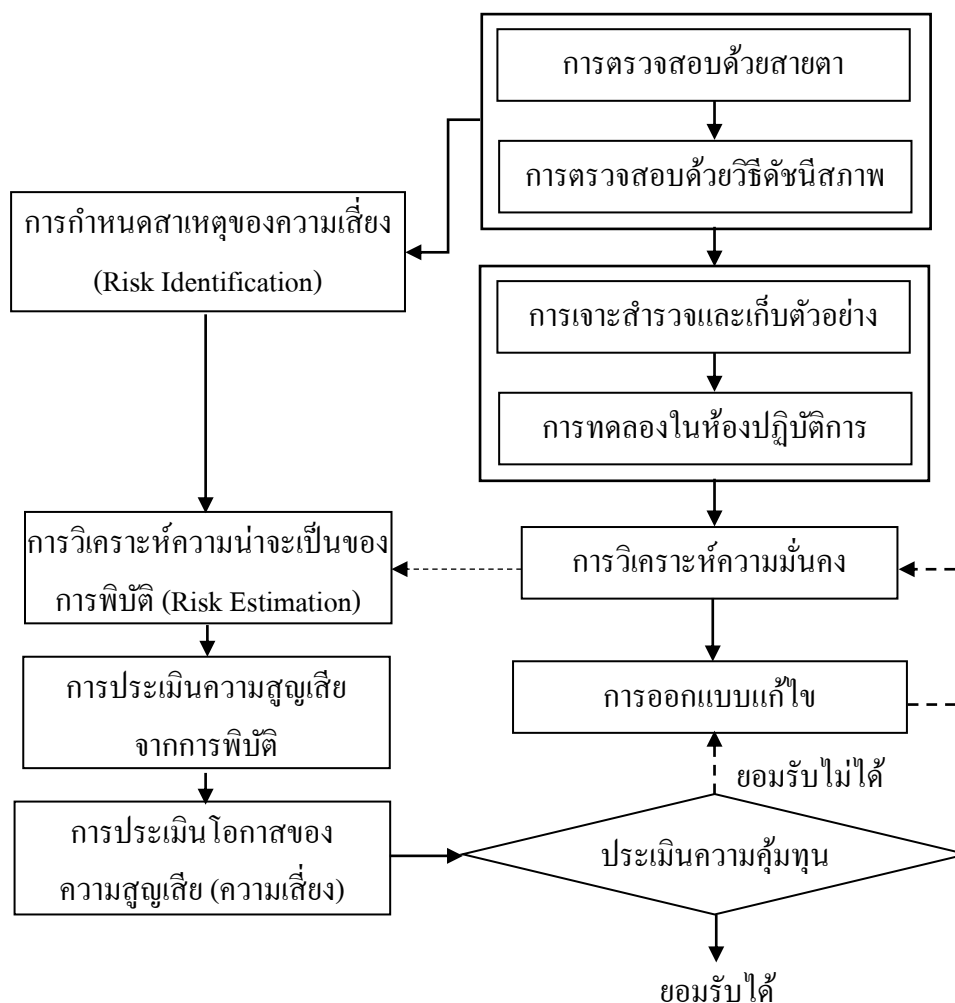 การตรวจสอบด้วยสายตา
การตรวจสอบด้วยวิธีดัชนีสภาพ
การกำหนดสาเหตุของความเสี่ยง
(Risk Identification)
การเจาะสำรวจและเก็บตัวอย่าง
การทดลองในห้องปฏิบัติการ
การวิเคราะห์ความน่าจะเป็นของ
การพิบัติ (Risk Estimation)
การวิเคราะห์ความมั่นคง
การประเมินความสูญเสีย
จากการพิบัติ
การออกแบบแก้ไข
ยอมรับไม่ได้
การประเมินโอกาสของ
ความสูญเสีย (ความเสี่ยง)
ประเมินความคุ้มทุน
ยอมรับได้